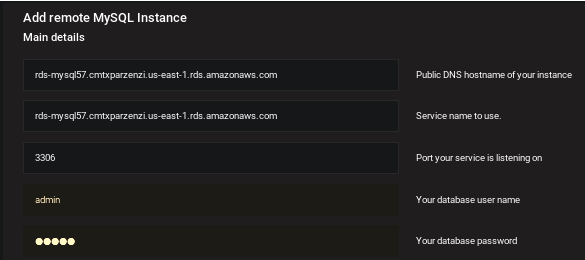 Add remote MySQL Instance
Main details
rds-mysql57.cmtxparzenzi.us-east-1.rds.amazonaws.com Public DNS hostname of your instance
rds-mysql57.cmtxparzenzi.us-east-1.rds.amazonaws.com Service name to use.
3306 Port your service is listening on
admin Your database user name
●●●●● Your database password